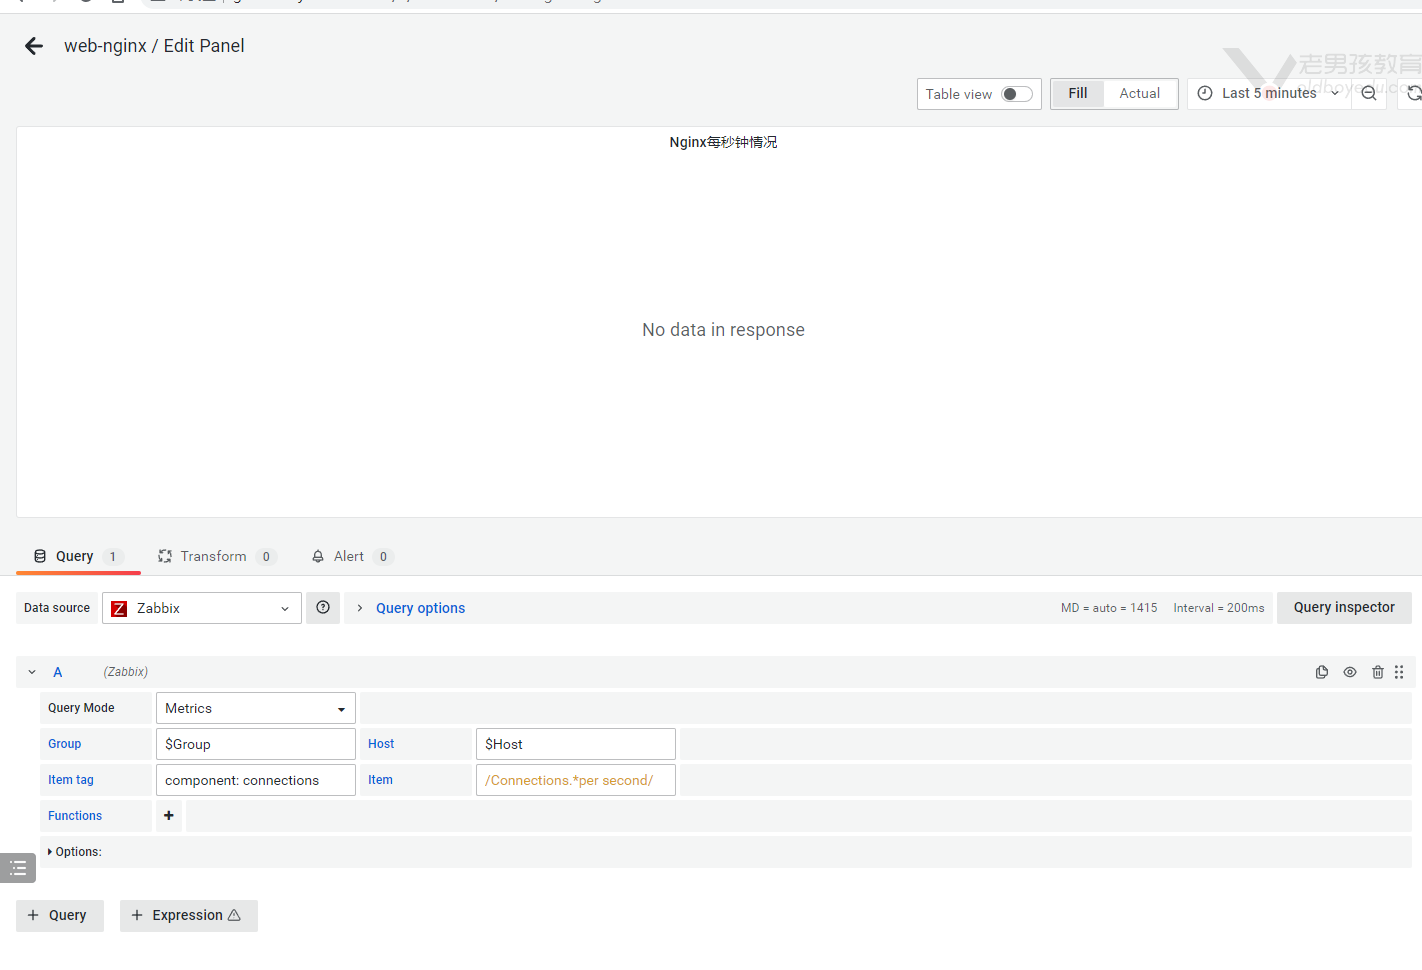 web-nginx / Edit Panel
老男孩教育
oldboyedu.co
Table view
Fill
Actual
Last 5 minutes
Nginx每秒钟情况
No data in response
Query 1
Transform 0
Alert 0
Data source
Z
Zabbix
Query options
MD = auto = 1415
Interval = 200ms
Query inspector
A
(Zabbix)
Query Mode
Metrics
Group
$Group
Host
$Host
Item tag
component: connections
Item
/Connections.*per second/
Functions
+
Options:
+ Query
+ Expression